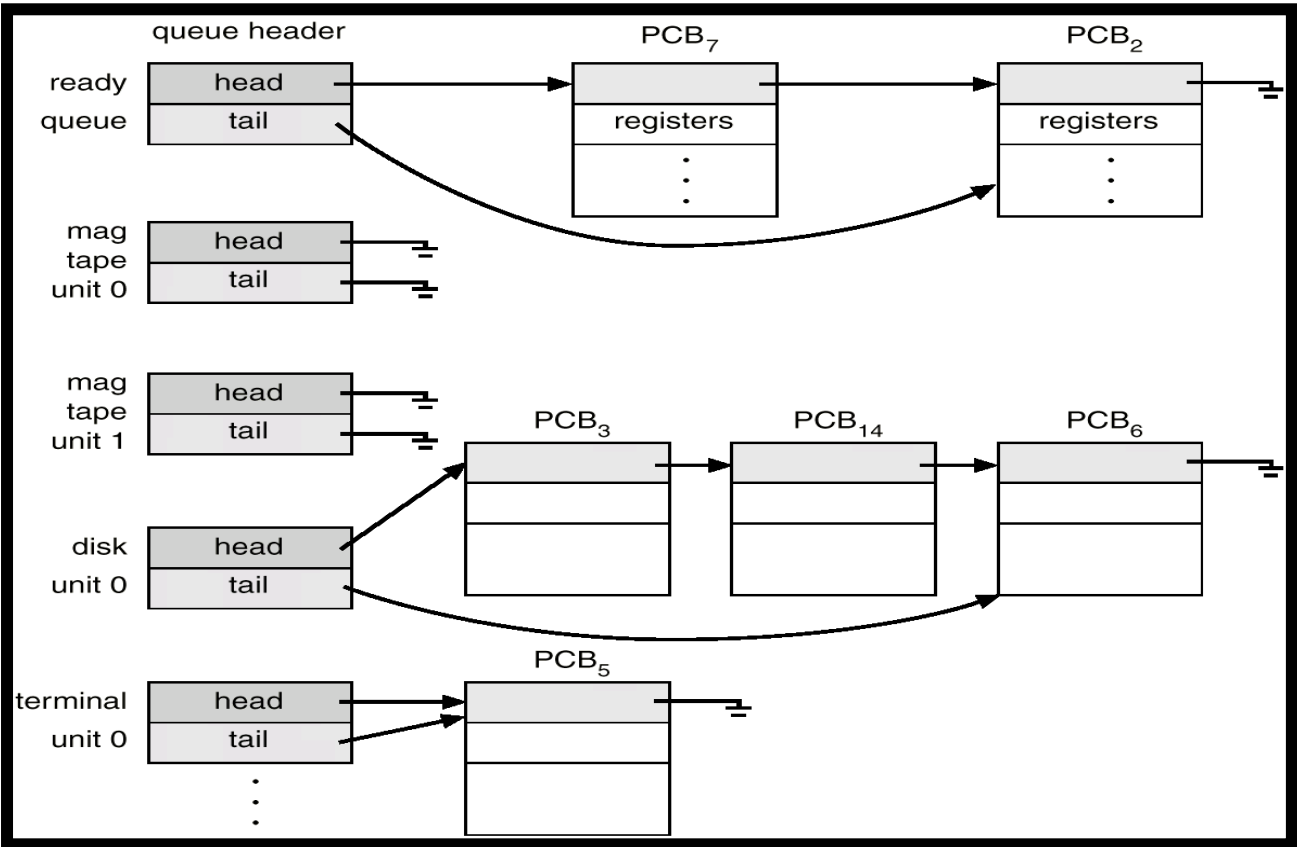 queue header
PCB7
PCB2
ready
head
queue
tail
registers
registers
mag
head
tape
tail
unit 0
mag
head
tape
tail
unit 1
PCB3
PCB14
PCB6
disk
head
unit 0
tail
PCB5
terminal
head
unit 0
tail